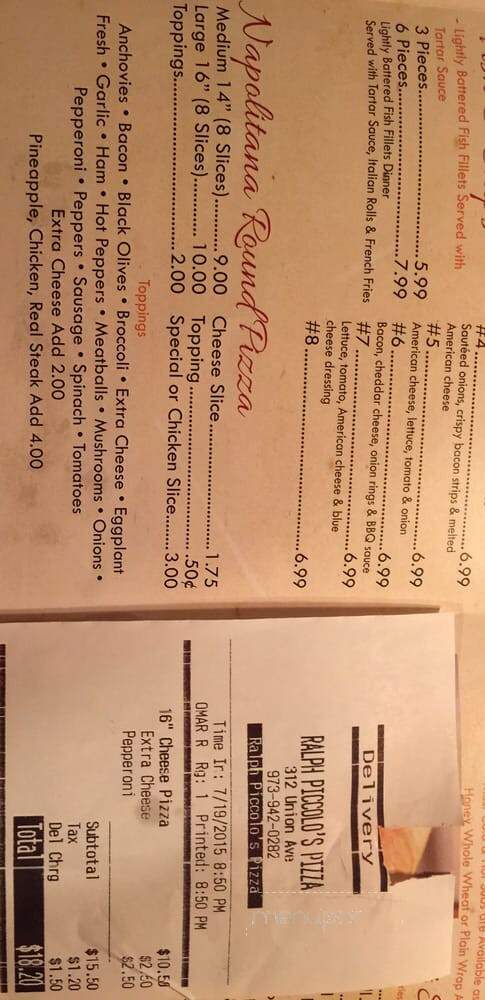 - Lightly Battered Fish Fillets Served with
Tartar Sauce
3 Pieces....................................5.99
6 Pieces....................................7.99
Lightly Battered Fish Fillets Dinner
Served with Tartar Sauce, Italian Rolls & French Fries
#4....................................6.99
Sautéed onions, crispy bacon strips & melted
American cheese
#5....................................6.99
American cheese, lettuce, tomato & onion
#6....................................6.99
Bacon, cheddar cheese, onion rings & BBQ sauce
#7....................................6.99
Lettuce, tomato, American cheese & blue
cheese dressing
#8....................................6.99
Napolitana Round Pizza
Medium 14" (8 Slices)..........9.00
Large 16" (8 Slices)..........10.00
Toppings..............................2.00
Cheese Slice........................1.75
Topping..............................50¢
Special or Chicken Slice.......3.00
Toppings
Anchovies • Bacon • Black Olives • Broccoli • Extra Cheese • Eggplant
Fresh • Garlic • Ham • Hot Peppers • Meatballs • Mushrooms • Onions •
Pepperoni • Peppers • Sausage • Spinach • Tomatoes
Extra Cheese Add 2.00
Pineapple, Chicken, Real Steak Add 4.00
Honey, Whole Wheat or Plain Wrap
Delivery
RALPH PICCOLO'S PIZZA
312 Union Ave
973-942-0282
Ralph Piccolo's Pizza
Time Ir: 7/19/2015 8:50 PM
OMAR R Rg: 1 Printed: 8:50 PM
16" Cheese Pizza $10.50
Extra Cheese $2.50
Pepperoni $2.50
Subtotal $15.50
Tax $1.20
Del Chrg $1.50
Total $18.20